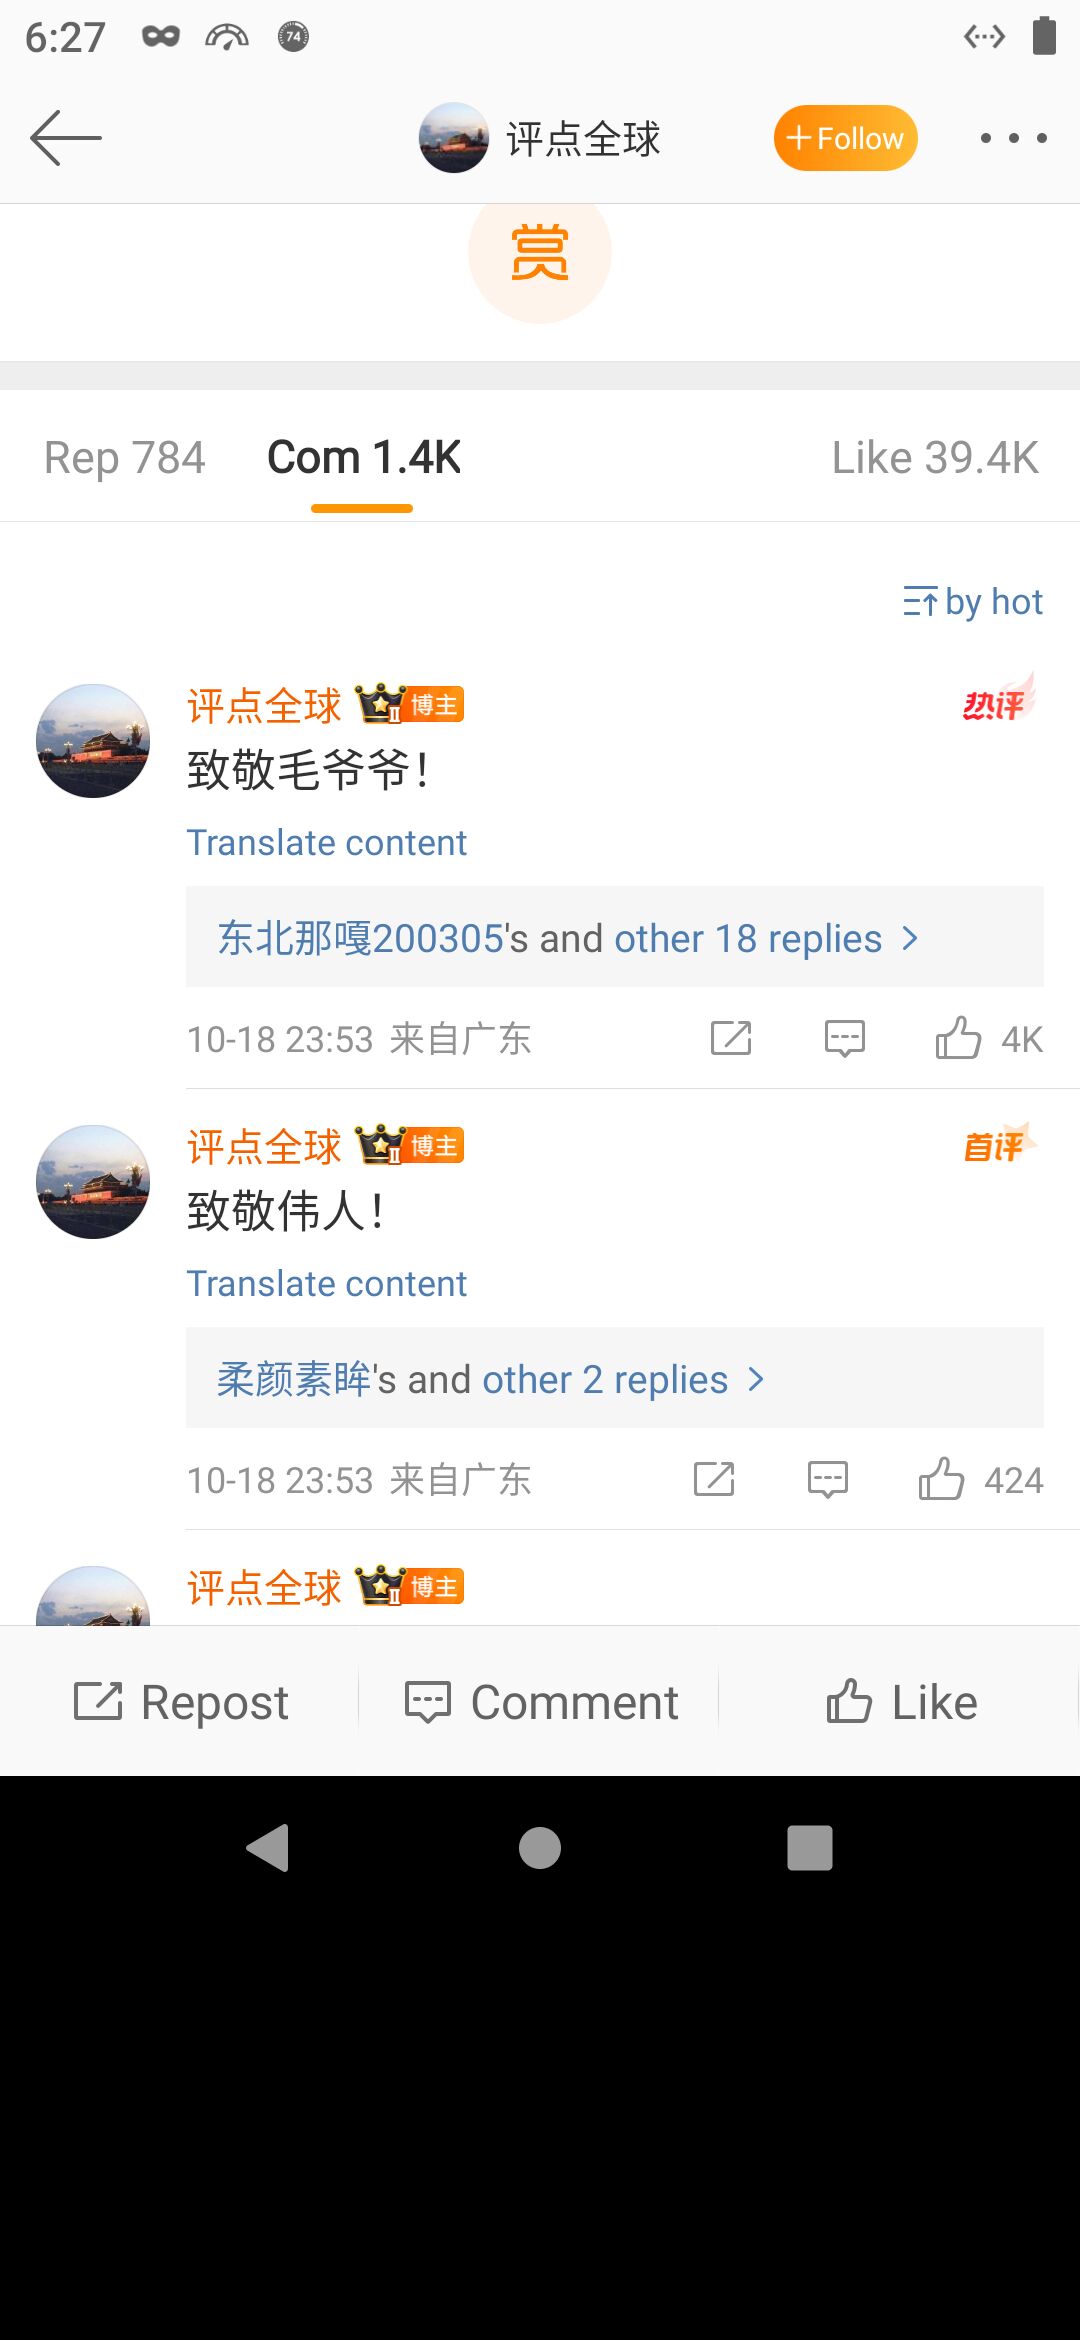 6:27
74
评点全球
+Follow
赏
Rep 784
Com 1.4K
Like 39.4K
by hot
评点全球 II 博主
热评
致敬毛爷爷！
Translate content
东北那嘎200305's and other 18 replies >
10-18 23:53 来自广东
4K
评点全球 II 博主
首评
致敬伟人！
Translate content
柔颜素眸's and other 2 replies >
10-18 23:53 来自广东
424
评点全球 II 博主
Repost
Comment
Like